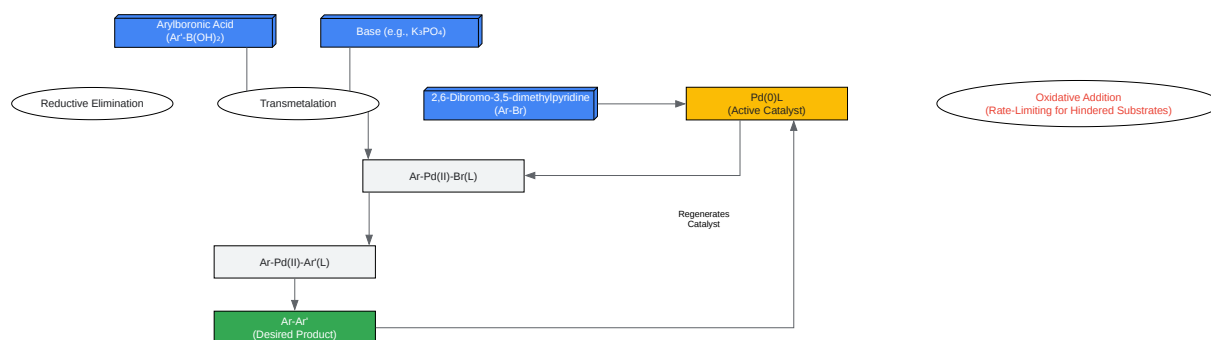 Arylboronic Acid
(Ar'-B(OH)₂)
Base (e.g., K₃PO₄)
Reductive Elimination
Transmetalation
2,6-Dibromo-3,5-dimethylpyridine
(Ar-Br)
Pd(0)L
(Active Catalyst)
Oxidative Addition
(Rate-Limiting for Hindered Substrates)
Ar-Pd(II)-Br(L)
Regenerates
Catalyst
Ar-Pd(II)-Ar'(L)
Ar-Ar'
(Desired Product)